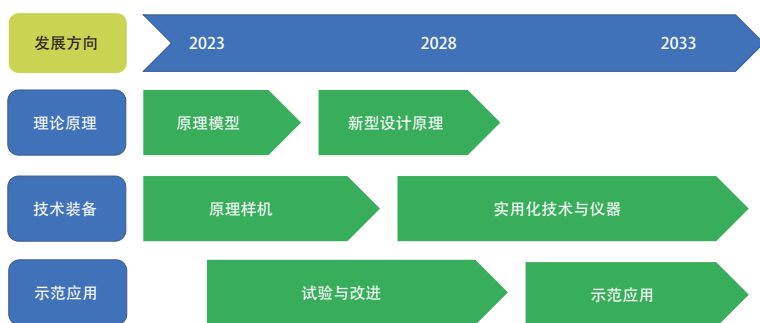 发展方向 2023 2028 2033
理论原理 原理模型 新型设计原理
技术装备 原理样机 实用化技术与仪器
示范应用 试验与改进 示范应用